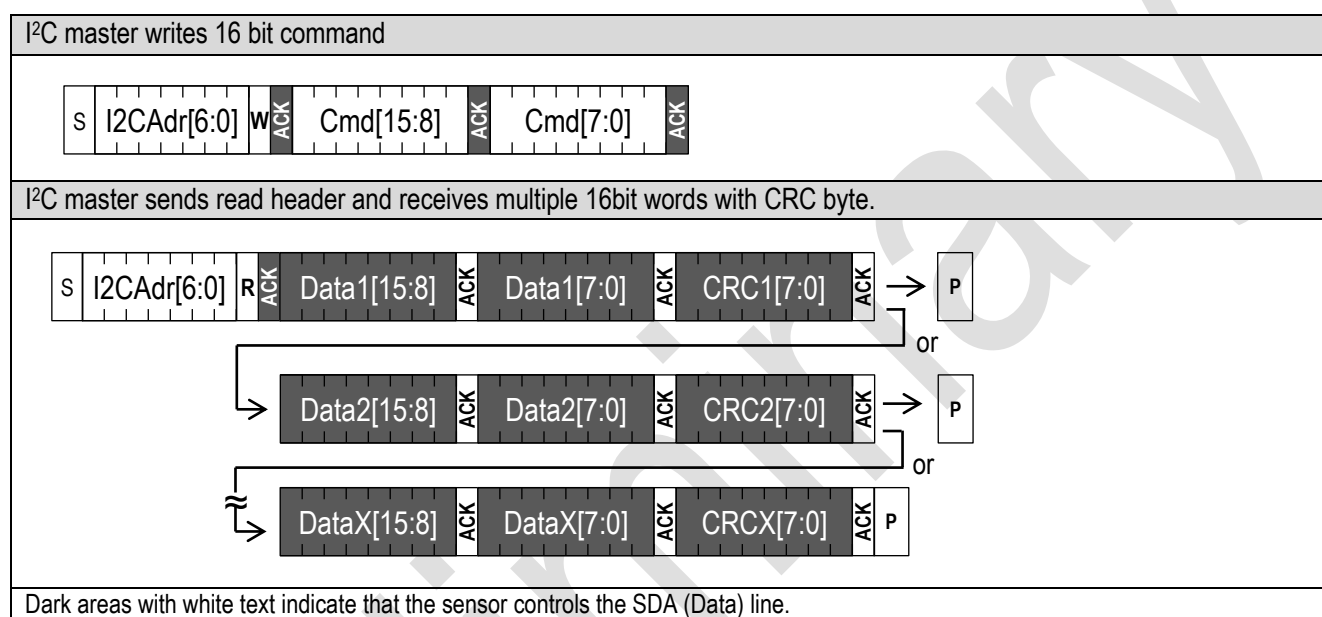 I²C master writes 16 bit command
S I2CAdr[6:0] W ACK Cmd[15:8] ACK Cmd[7:0] ACK
I²C master sends read header and receives multiple 16bit words with CRC byte.
S I2CAdr[6:0] R ACK Data1[15:8] ACK Data1[7:0] ACK CRC1[7:0] ACK P
or
Data2[15:8] ACK Data2[7:0] ACK CRC2[7:0] ACK P
or
≈
DataX[15:8] ACK DataX[7:0] ACK CRCX[7:0] ACK P
Dark areas with white text indicate that the sensor controls the SDA (Data) line.